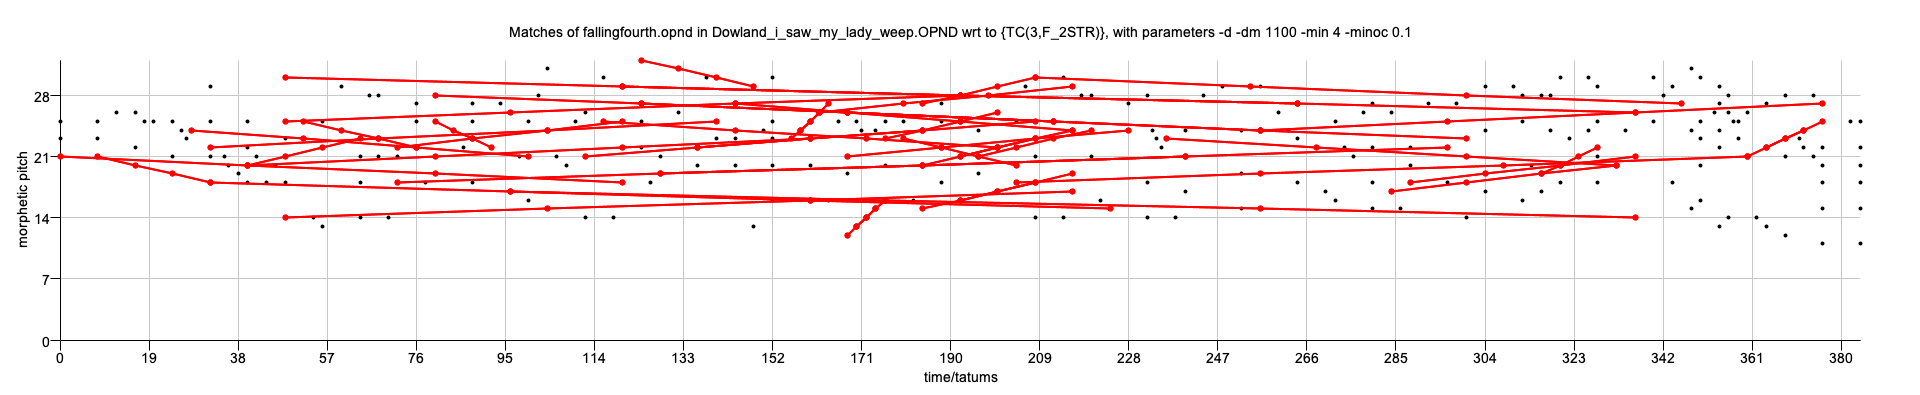 Matches of fallingfourth.opnd in Dowland_i_saw_my_lady_weep.OPND wrt to {TC(3,F_2STR)}, with parameters -d -dm 1100 -min 4 -minoc 0.1
28
21
14
7
0
morphetic pitch
0 19 38 57 76 95 114 133 152 171 190 209 228 247 266 285 304 323 342 361 380
time/tatums